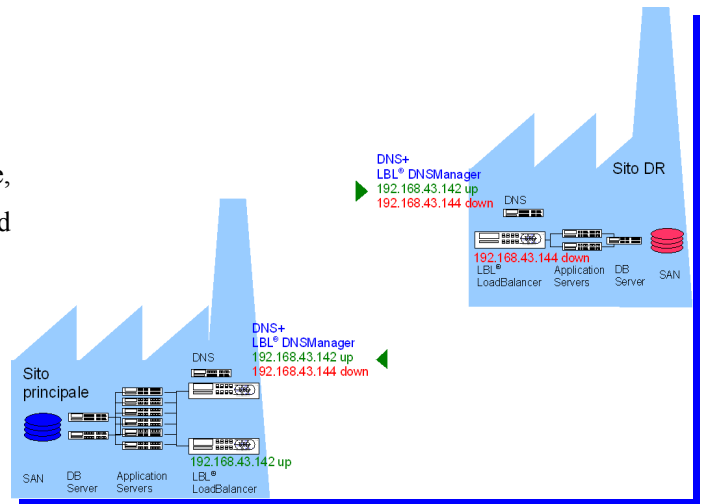 e,
d
DNS+
LBL® DNSManager
192.168.43.142 up
192.168.43.144 down
Sito DR
DNS
192.168.43.144 down
LBL®
LoadBalancer
Application
Servers
DB
Server
SAN
DNS+
LBL® DNSManager
192.168.43.142 up
192.168.43.144 down
DNS
Sito
principale
192.168.43.142 up
SAN
DB
Server
Application
Servers
LBL®
LoadBalancer